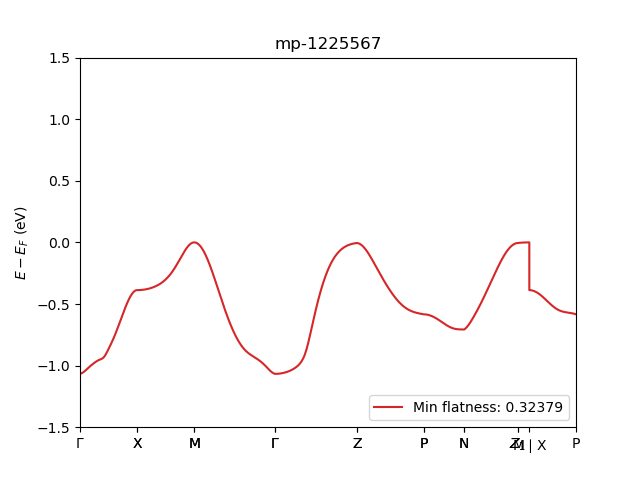 mp-1225567
E − E_F (eV)
1.5
1.0
0.5
0.0
−0.5
−1.0
−1.5
Min flatness: 0.32379
Γ X M Γ Z P N Z₁ M | X P